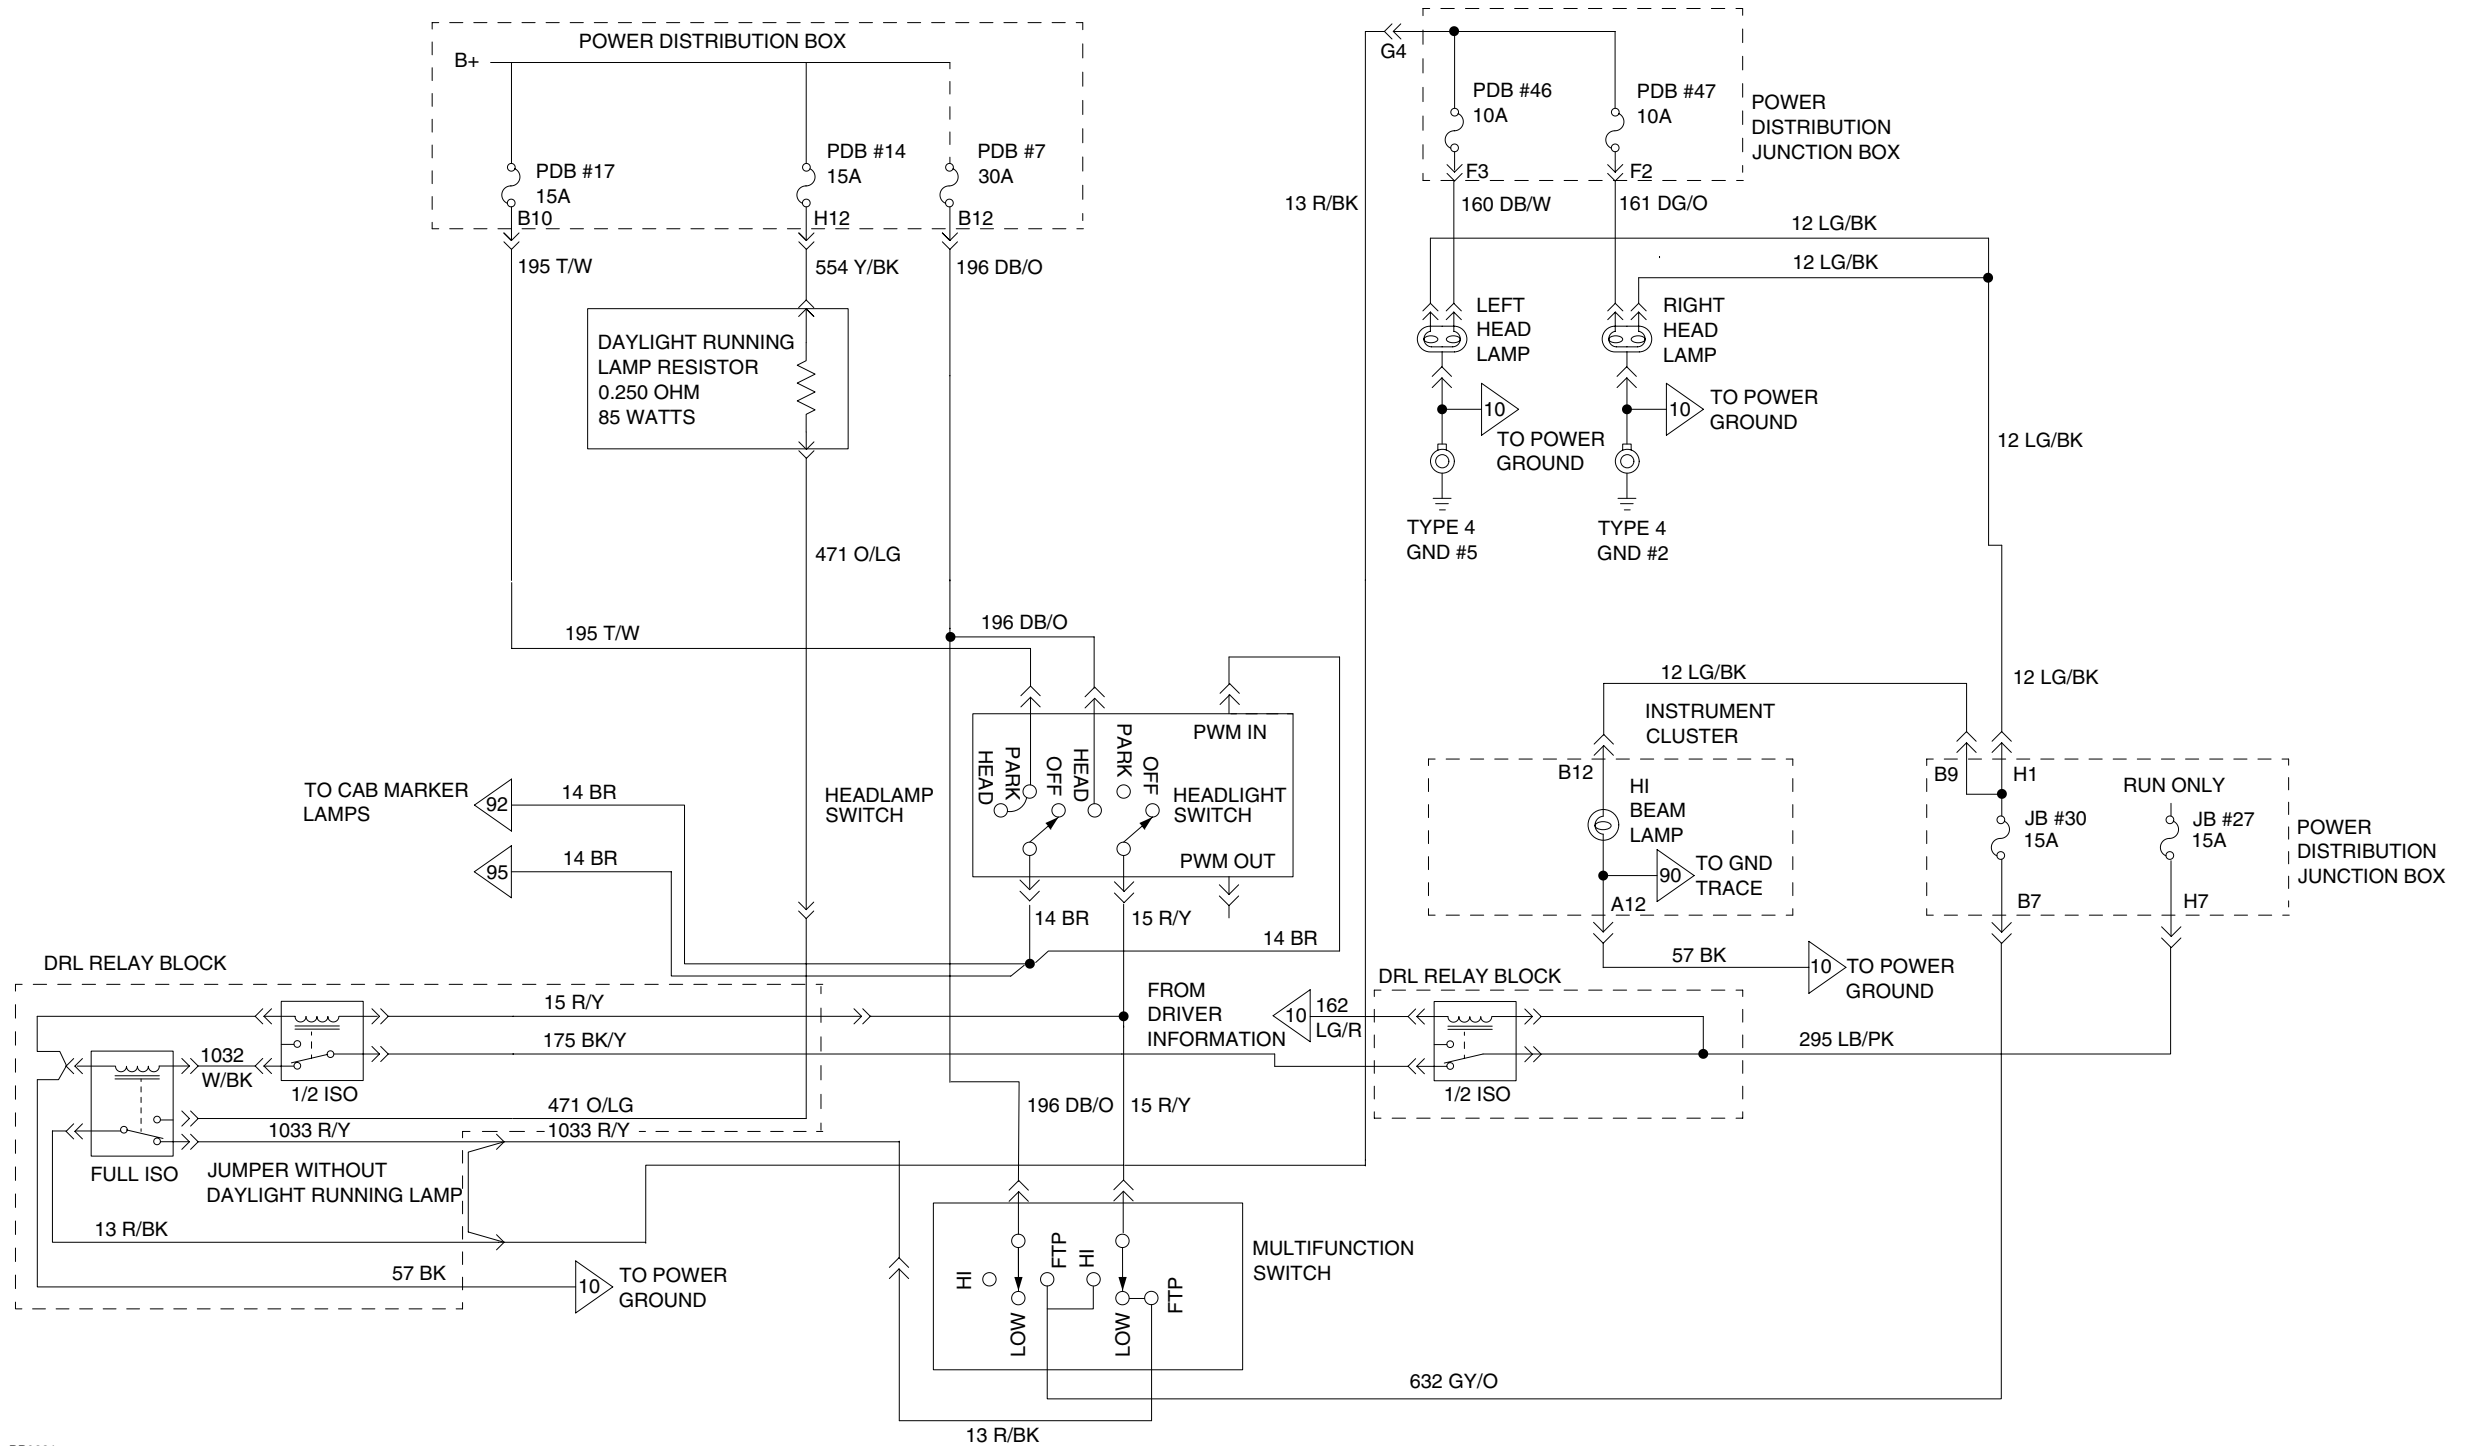 POWER DISTRIBUTION BOX
B+
PDB #17
15A
B10
PDB #14
15A
H12
PDB #7
30A
B12
195 T/W
554 Y/BK
196 DB/O
DAYLIGHT RUNNING
LAMP RESISTOR
0.250 OHM
85 WATTS
471 O/LG
195 T/W
196 DB/O
G4
PDB #46
10A
PDB #47
10A
F3
F2
POWER
DISTRIBUTION
JUNCTION BOX
13 R/BK
160 DB/W
161 DG/O
12 LG/BK
12 LG/BK
LEFT
HEAD
LAMP
RIGHT
HEAD
LAMP
10
TO POWER
GROUND
10
TO POWER
GROUND
TYPE 4
GND #5
TYPE 4
GND #2
12 LG/BK
12 LG/BK
12 LG/BK
INSTRUMENT
CLUSTER
B12
HI
BEAM
LAMP
90
TO GND
TRACE
A12
57 BK
10
TO POWER
GROUND
B9
H1
RUN ONLY
JB #30
15A
JB #27
15A
B7
H7
POWER
DISTRIBUTION
JUNCTION BOX
TO CAB MARKER
LAMPS
92
14 BR
95
14 BR
HEADLAMP
SWITCH
HEAD
PARK
OFF
HEAD
PARK
OFF
PWM IN
HEADLIGHT
SWITCH
PWM OUT
14 BR
15 R/Y
14 BR
DRL RELAY BLOCK
15 R/Y
175 BK/Y
1032
W/BK
1/2 ISO
471 O/LG
1033 R/Y
1033 R/Y
FULL ISO
JUMPER WITHOUT
DAYLIGHT RUNNING LAMP
13 R/BK
57 BK
10
TO POWER
GROUND
FROM
DRIVER
INFORMATION
10
162
LG/R
DRL RELAY BLOCK
1/2 ISO
295 LB/PK
196 DB/O
15 R/Y
HI
LOW
FTP
HI
LOW
FTP
MULTIFUNCTION
SWITCH
632 GY/O
13 R/BK